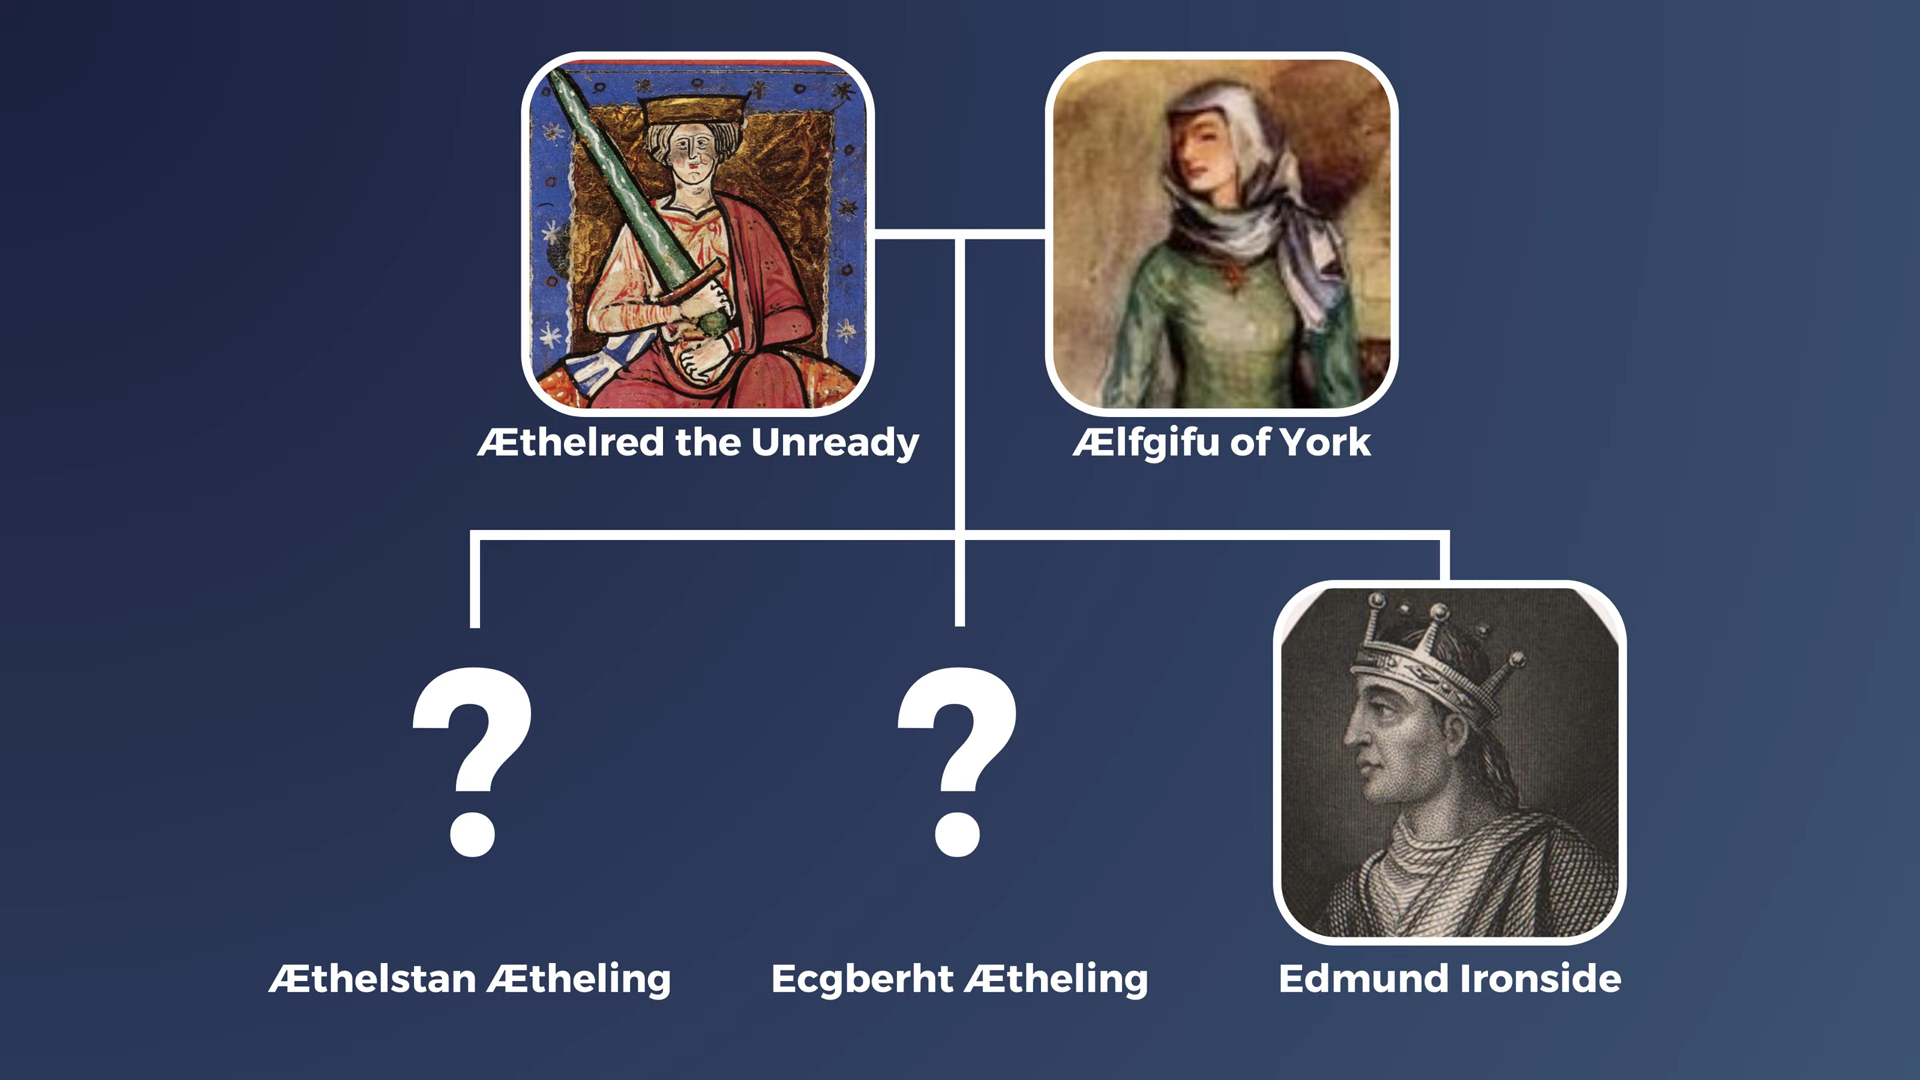 Æthelred the Unready
Ælfgifu of York
?
?
Æthelstan Ætheling
Ecgberht Ætheling
Edmund Ironside